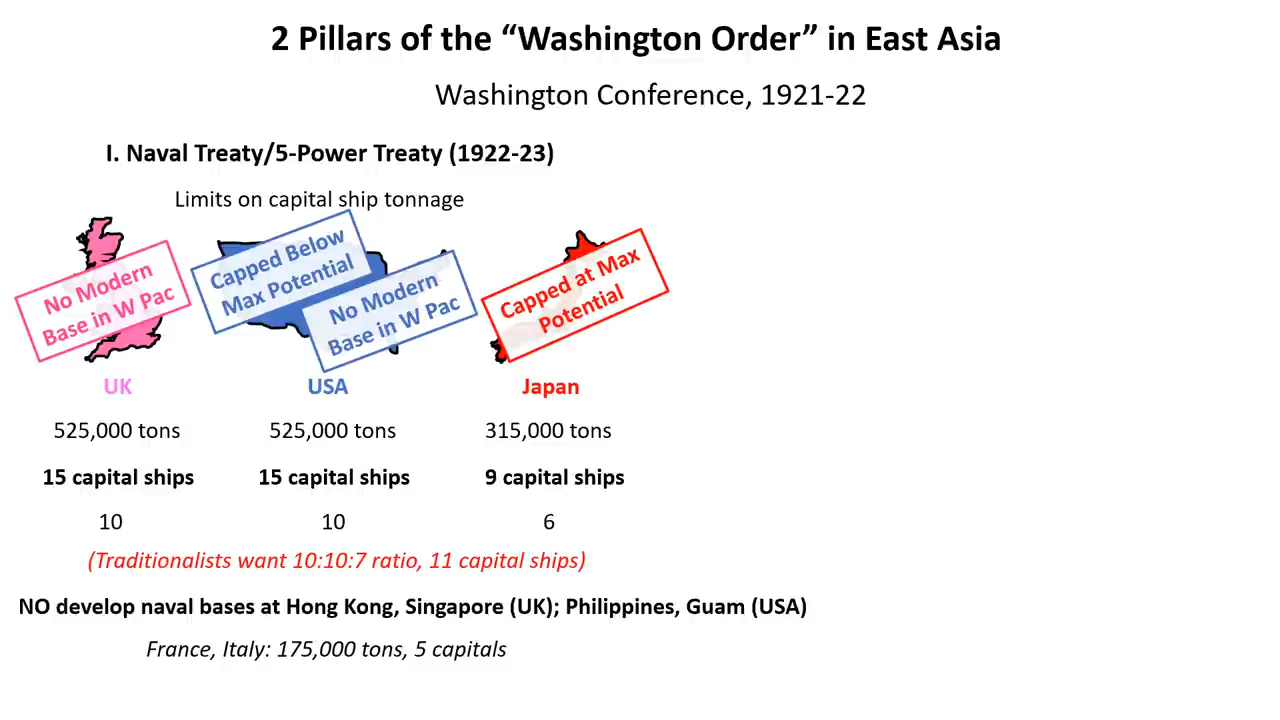 2 Pillars of the “Washington Order” in East Asia
Washington Conference, 1921-22
I. Naval Treaty/5-Power Treaty (1922-23)
Limits on capital ship tonnage
No Modern
Base in W Pac
Capped Below
Max Potential
No Modern
Base in W Pac
Capped at Max
Potential
UK USA Japan
525,000 tons 525,000 tons 315,000 tons
15 capital ships 15 capital ships 9 capital ships
10 10 6
(Traditionalists want 10:10:7 ratio, 11 capital ships)
NO develop naval bases at Hong Kong, Singapore (UK); Philippines, Guam (USA)
France, Italy: 175,000 tons, 5 capitals